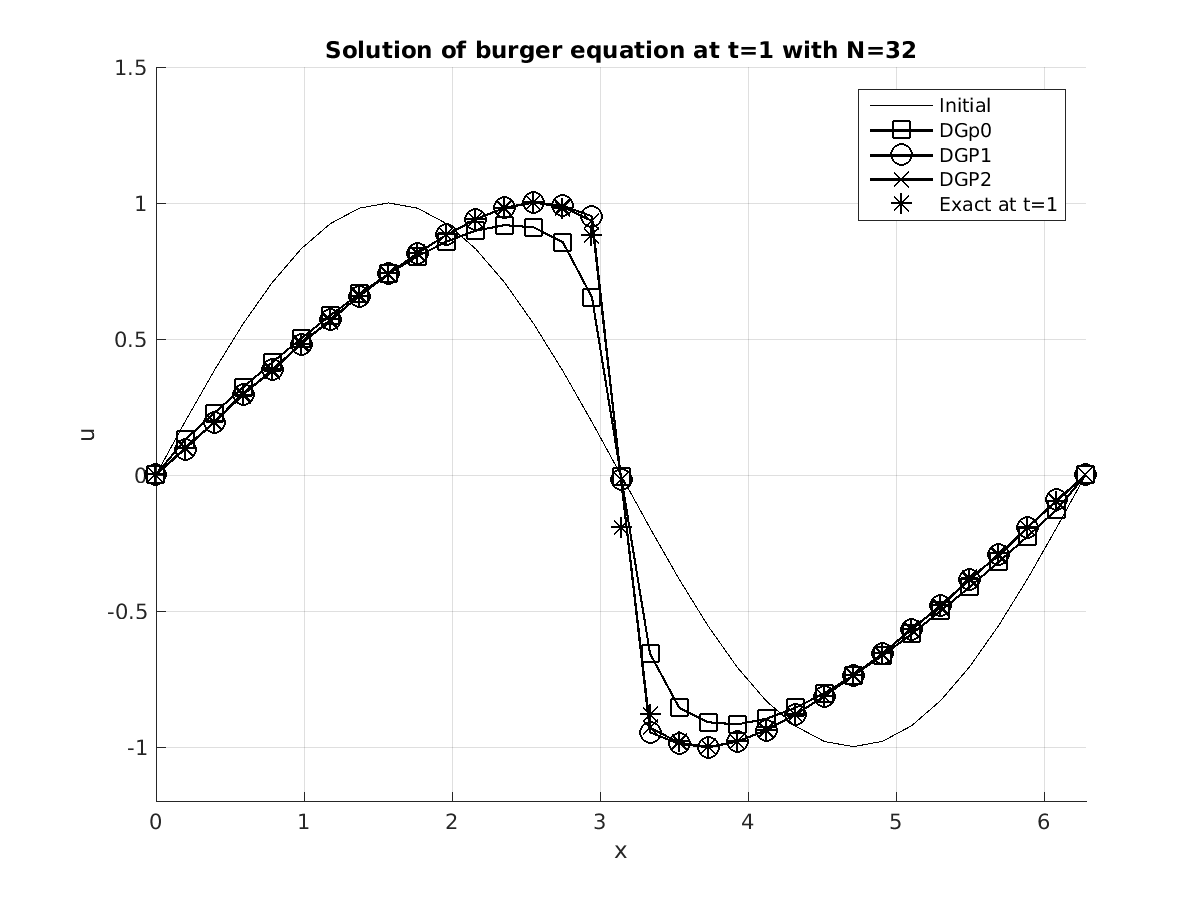 Solution of burger equation at t=1 with N=32
1.5
Initial
DGp0
DGP1
DGP2
Exact at t=1
1
0.5
u
0
-0.5
-1
0 1 2 3 4 5 6
x